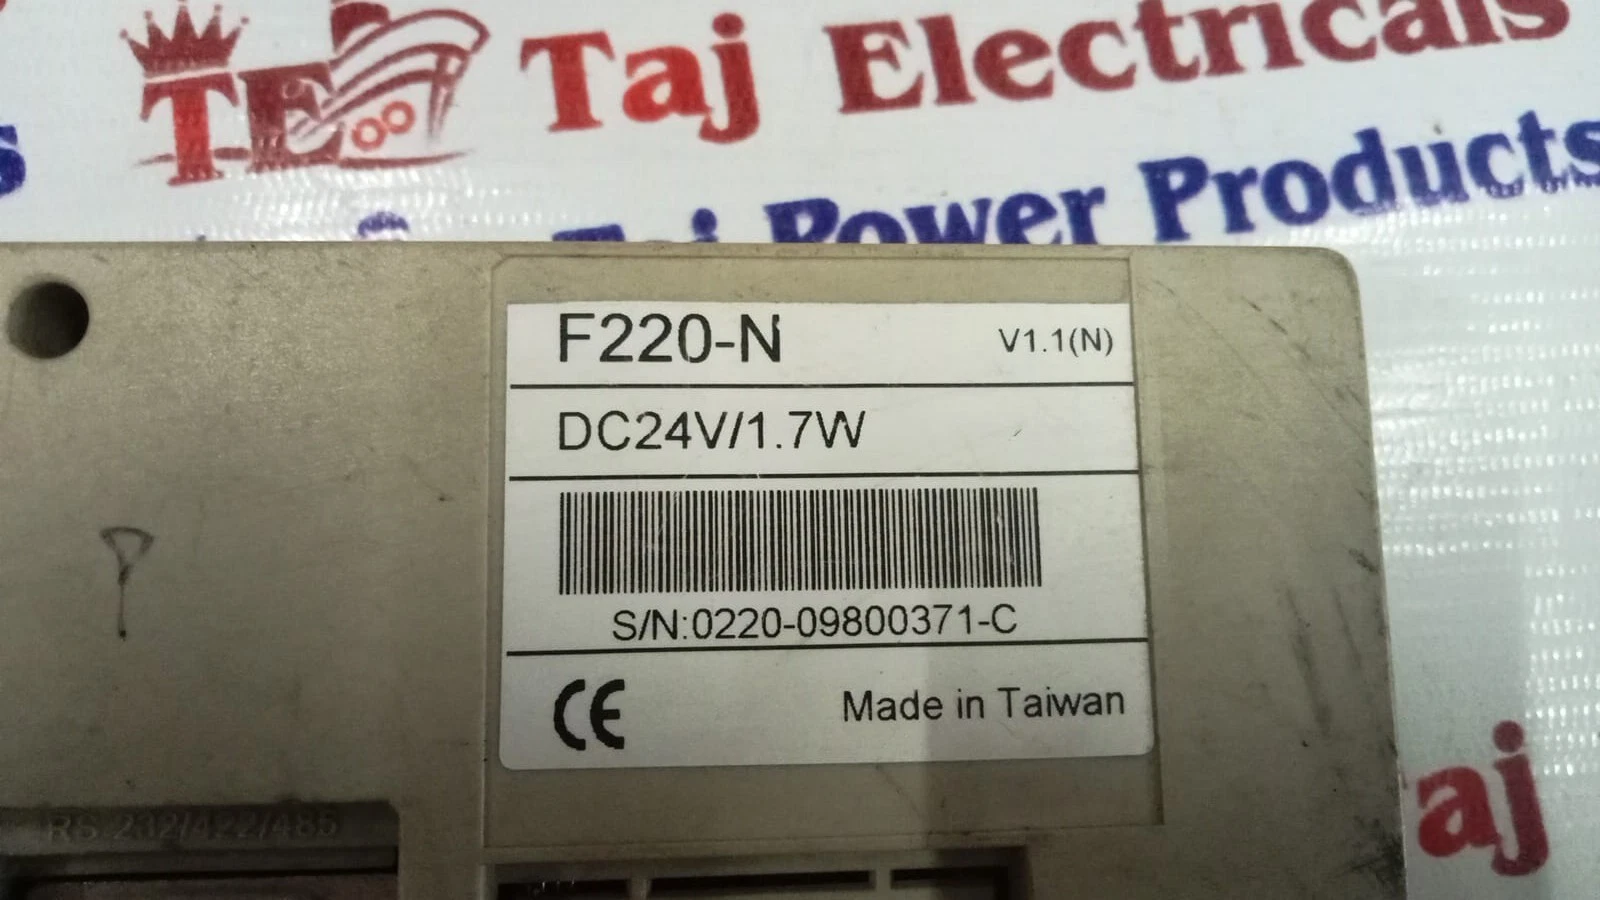 TE Taj Electricals
s Taj Power Products
F220-N V1.1(N)
DC24V/1.7W
S/N:0220-09800371-C
CE Made in Taiwan
RS 232/422/485
aj